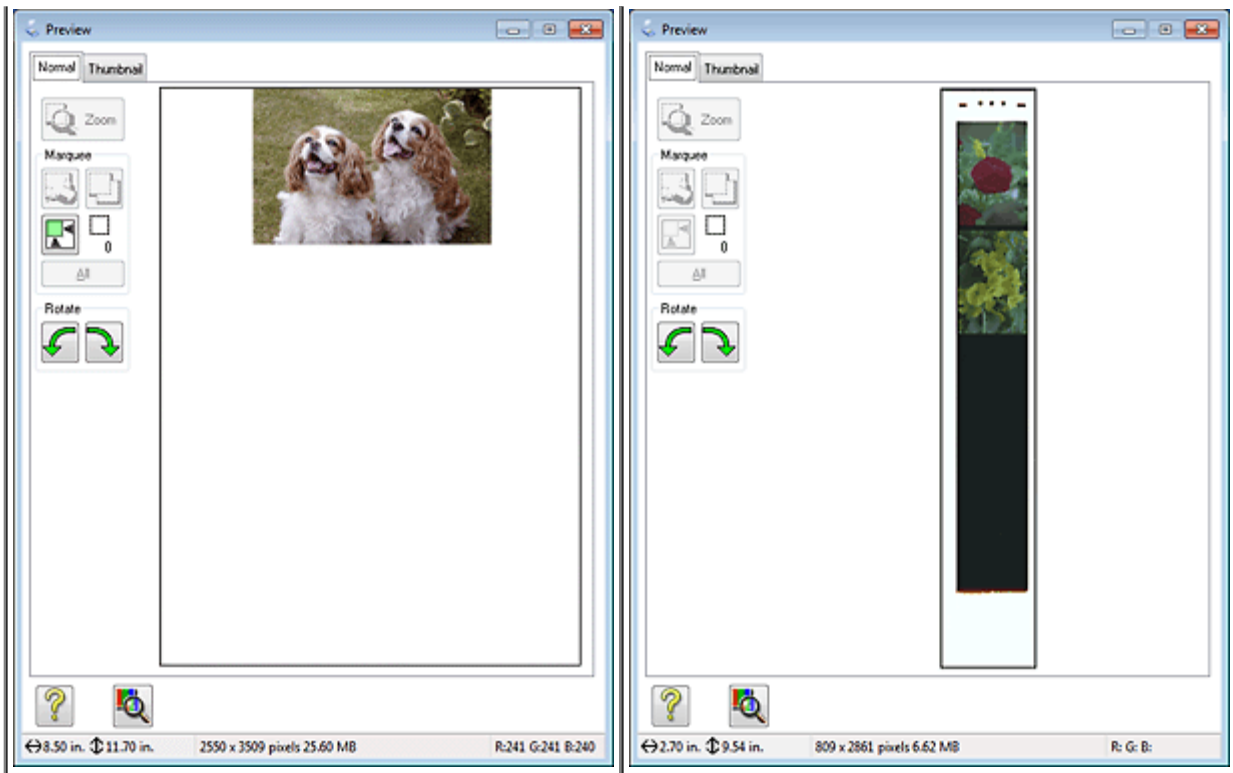 Preview
Normal Thumbnail
Zoom
Marquee
0
All
Rotate
8.50 in. 11.70 in. 2550 x 3509 pixels 25.60 MB R:241 G:241 B:240
Preview
Normal Thumbnail
Zoom
Marquee
0
All
Rotate
2.70 in. 9.54 in. 809 x 2861 pixels 6.62 MB R: G: B: